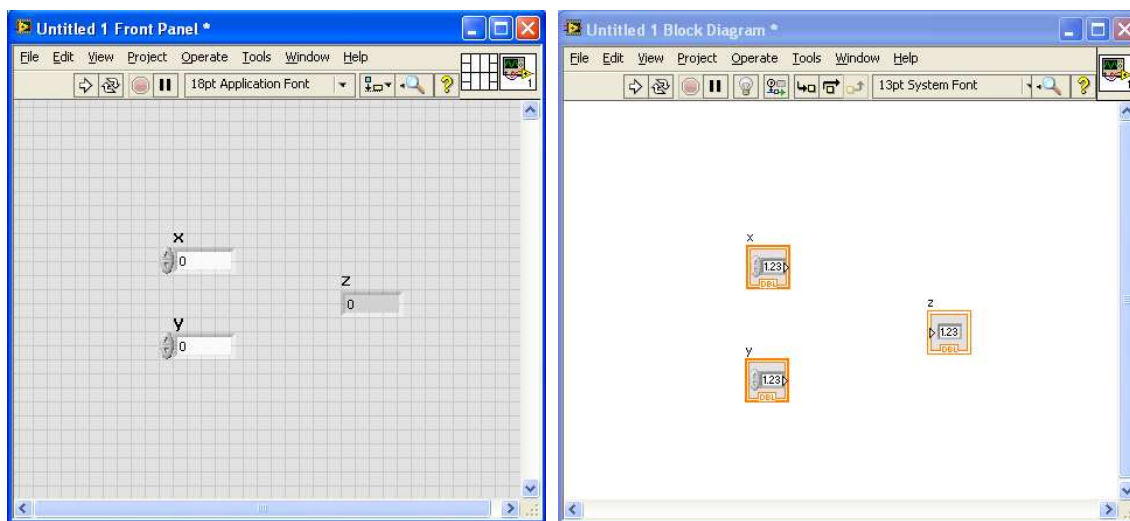 Untitled 1 Front Panel *
File Edit View Project Operate Tools Window Help
18pt Application Font
1
x
0
y
0
z
0
Untitled 1 Block Diagram *
File Edit View Project Operate Tools Window Help
13pt System Font
1
x
1.23
DBL
y
1.23
DBL
z
1.23
DBL